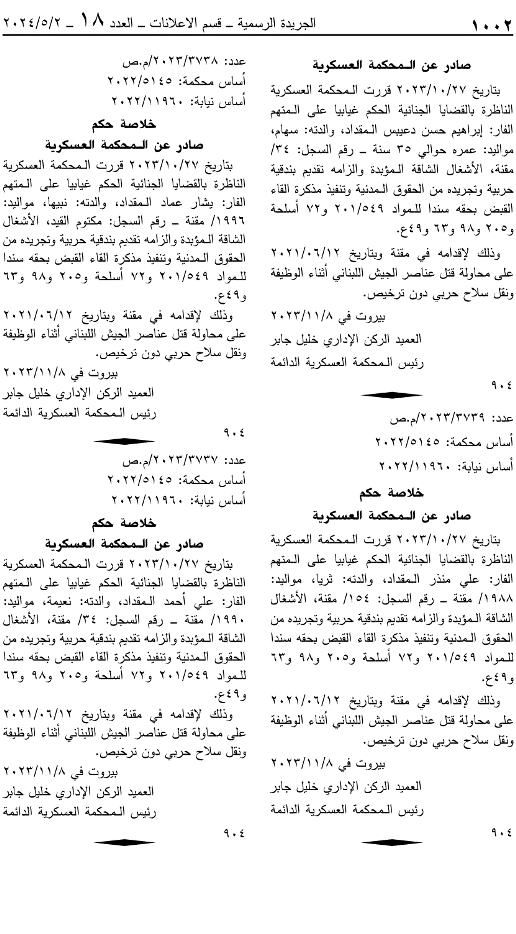 ١٠٠٢
الجريدة الرسمية ــ قسم الاعلانات ــ العدد ١٨ ــ ٢٠٢٤/٥/٢
صادر عن المحكمة العسكرية
بتاريخ ٢٠٢٣/١٠/٢٧ قررت المحكمة العسكرية
الناظرة بالقضايا الجنائية الحكم غيابيا على المتهم
الفار: إبراهيم حسن دعيبس المقداد، والدته: سهام،
مواليد: عمره حوالي ٣٥ سنة ــ رقم السجل: ٣٤/
مقنة، الأشغال الشاقة المؤبدة والزامه تقديم بندقية
حربية وتجريده من الحقوق المدنية وتنفيذ مذكرة القاء
القبض بحقه سندا للمواد ٢٠١/٥٤٩ و٧٢ أسلحة
و٢٠٥ و٩٨ و٦٣ و٤٩ع.
وذلك لإقدامه في مقنة وبتاريخ ٢٠٢١/٠٦/١٢
على محاولة قتل عناصر الجيش اللبناني أثناء الوظيفة
ونقل سلاح حربي دون ترخيص.
بيروت في ٢٠٢٣/١١/٨
العميد الركن الإداري خليل جابر
رئيس المحكمة العسكرية الدائمة
٩٠٤
عدد: ٢٠٢٣/٣٧٣٩/م.ص
أساس محكمة: ٢٠٢٢/٥١٤٥
أساس نيابة: ٢٠٢٢/١١٩٦٠
خلاصة حكم
صادر عن المحكمة العسكرية
بتاريخ ٢٠٢٣/١٠/٢٧ قررت المحكمة العسكرية
الناظرة بالقضايا الجنائية الحكم غيابيا على المتهم
الفار: علي منذر المقداد، والدته: ثريا، مواليد:
١٩٨٨/ مقنة ــ رقم السجل: ١٥٤/ مقنة، الأشغال
الشاقة المؤبدة والزامه تقديم بندقية حربية وتجريده من
الحقوق المدنية وتنفيذ مذكرة القاء القبض بحقه سندا
للمواد ٢٠١/٥٤٩ و٧٢ أسلحة و٢٠٥ و٩٨ و٦٣
و٤٩ع.
وذلك لإقدامه في مقنة وبتاريخ ٢٠٢١/٠٦/١٢
على محاولة قتل عناصر الجيش اللبناني أثناء الوظيفة
ونقل سلاح حربي دون ترخيص.
بيروت في ٢٠٢٣/١١/٨
العميد الركن الإداري خليل جابر
رئيس المحكمة العسكرية الدائمة
٩٠٤
عدد: ٢٠٢٣/٣٧٣٨/م.ص
أساس محكمة: ٢٠٢٢/٥١٤٥
أساس نيابة: ٢٠٢٢/١١٩٦٠
خلاصة حكم
صادر عن المحكمة العسكرية
بتاريخ ٢٠٢٣/١٠/٢٧ قررت المحكمة العسكرية
الناظرة بالقضايا الجنائية الحكم غيابيا على المتهم
الفار: يشار عماد المقداد، والدته: نبيها، مواليد:
١٩٩٦/ مقنة ــ رقم السجل: مكتوم القيد، الأشغال
الشاقة المؤبدة والزامه تقديم بندقية حربية وتجريده من
الحقوق المدنية وتنفيذ مذكرة القاء القبض بحقه سندا
للمواد ٢٠١/٥٤٩ و٧٢ أسلحة و٢٠٥ و٩٨ و٦٣
و٤٩ع.
وذلك لإقدامه في مقنة وبتاريخ ٢٠٢١/٠٦/١٢
على محاولة قتل عناصر الجيش اللبناني أثناء الوظيفة
ونقل سلاح حربي دون ترخيص.
بيروت في ٢٠٢٣/١١/٨
العميد الركن الإداري خليل جابر
رئيس المحكمة العسكرية الدائمة
٩٠٤
عدد: ٢٠٢٣/٣٧٣٧/م.ص
أساس محكمة: ٢٠٢٢/٥١٤٥
أساس نيابة: ٢٠٢٢/١١٩٦٠
خلاصة حكم
صادر عن المحكمة العسكرية
بتاريخ ٢٠٢٣/١٠/٢٧ قررت المحكمة العسكرية
الناظرة بالقضايا الجنائية الحكم غيابيا على المتهم
الفار: علي أحمد المقداد، والدته: نعيمة، مواليد:
١٩٩٠/ مقنة ــ رقم السجل: ٣٤/ مقنة، الأشغال
الشاقة المؤبدة والزامه تقديم بندقية حربية وتجريده من
الحقوق المدنية وتنفيذ مذكرة القاء القبض بحقه سندا
للمواد ٢٠١/٥٤٩ و٧٢ أسلحة و٢٠٥ و٩٨ و٦٣
و٤٩ع.
وذلك لإقدامه في مقنة وبتاريخ ٢٠٢١/٠٦/١٢
على محاولة قتل عناصر الجيش اللبناني أثناء الوظيفة
ونقل سلاح حربي دون ترخيص.
بيروت في ٢٠٢٣/١١/٨
العميد الركن الإداري خليل جابر
رئيس المحكمة العسكرية الدائمة
٩٠٤